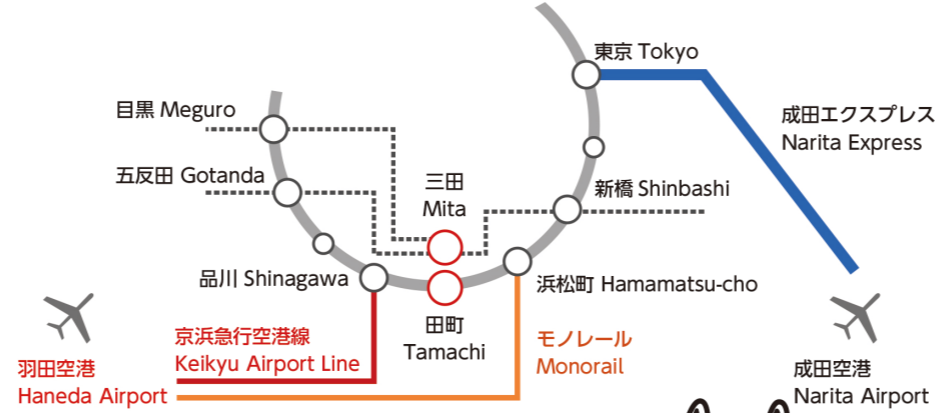 東京 Tokyo
目黒 Meguro
成田エクスプレス
Narita Express
五反田 Gotanda
三田
Mita
新橋 Shinbashi
品川 Shinagawa
浜松町 Hamamatsu-cho
田町
Tamachi
京浜急行空港線
Keikyu Airport Line
モノレール
Monorail
羽田空港
Haneda Airport
成田空港
Narita Airport